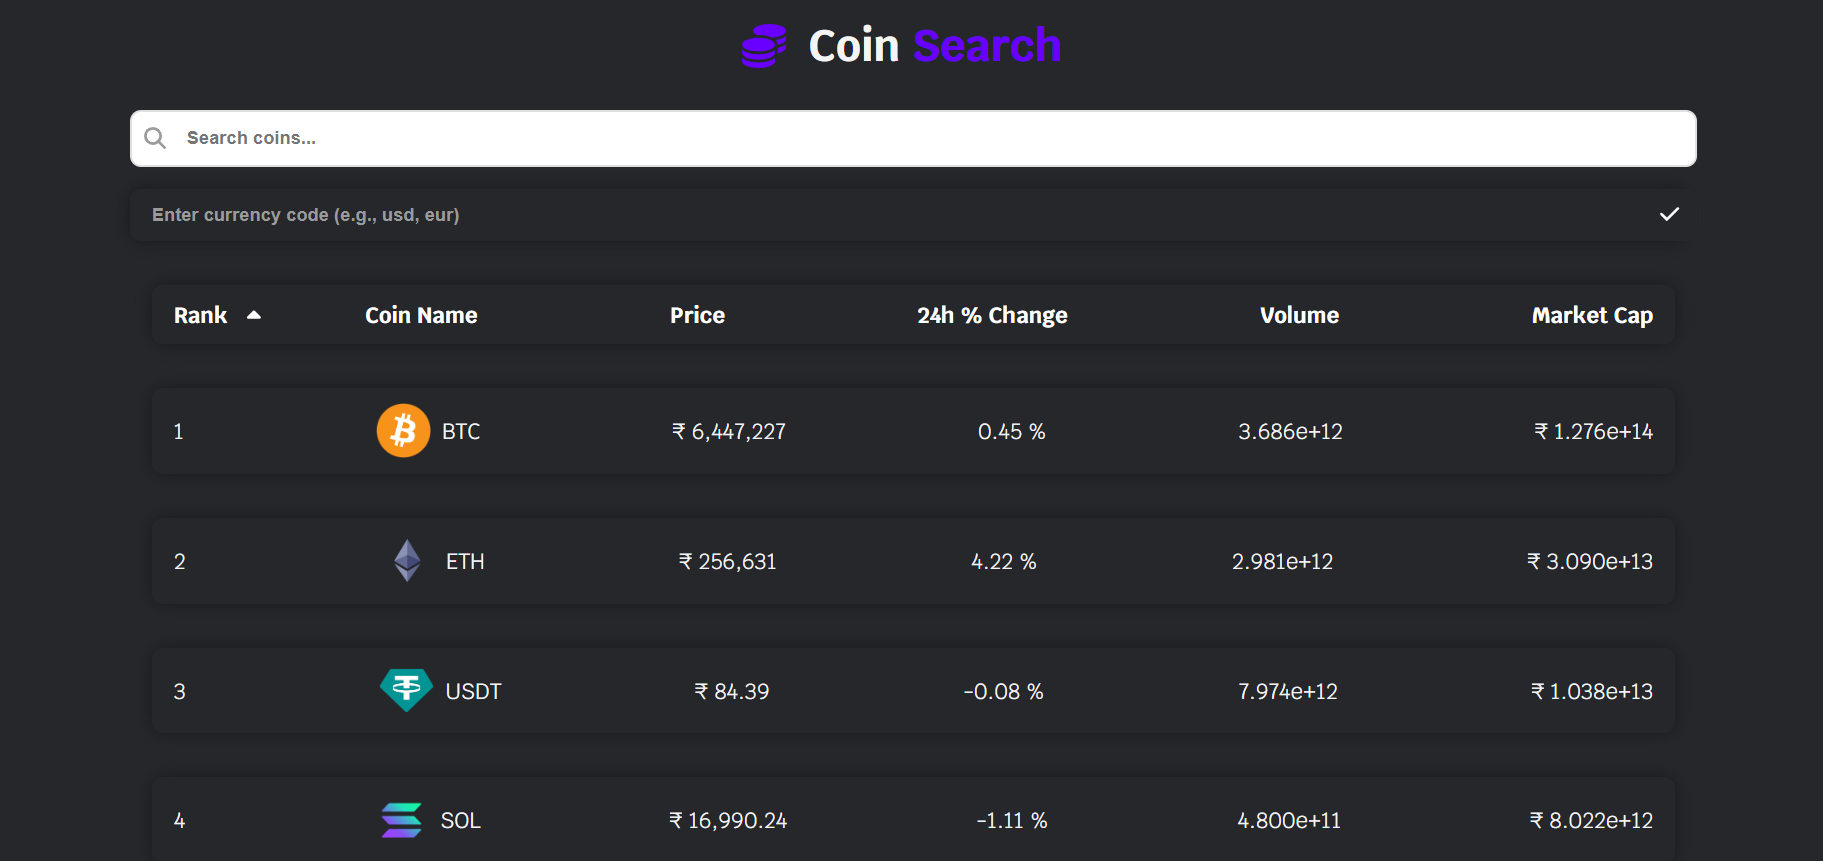 Coin Search
Search coins...
Enter currency code (e.g., usd, eur)
Rank Coin Name Price 24h % Change Volume Market Cap
1 BTC ₹ 6,447,227 0.45 % 3.686e+12 ₹ 1.276e+14
2 ETH ₹ 256,631 4.22 % 2.981e+12 ₹ 3.090e+13
3 USDT ₹ 84.39 -0.08 % 7.974e+12 ₹ 1.038e+13
4 SOL ₹ 16,990.24 -1.11 % 4.800e+11 ₹ 8.022e+12